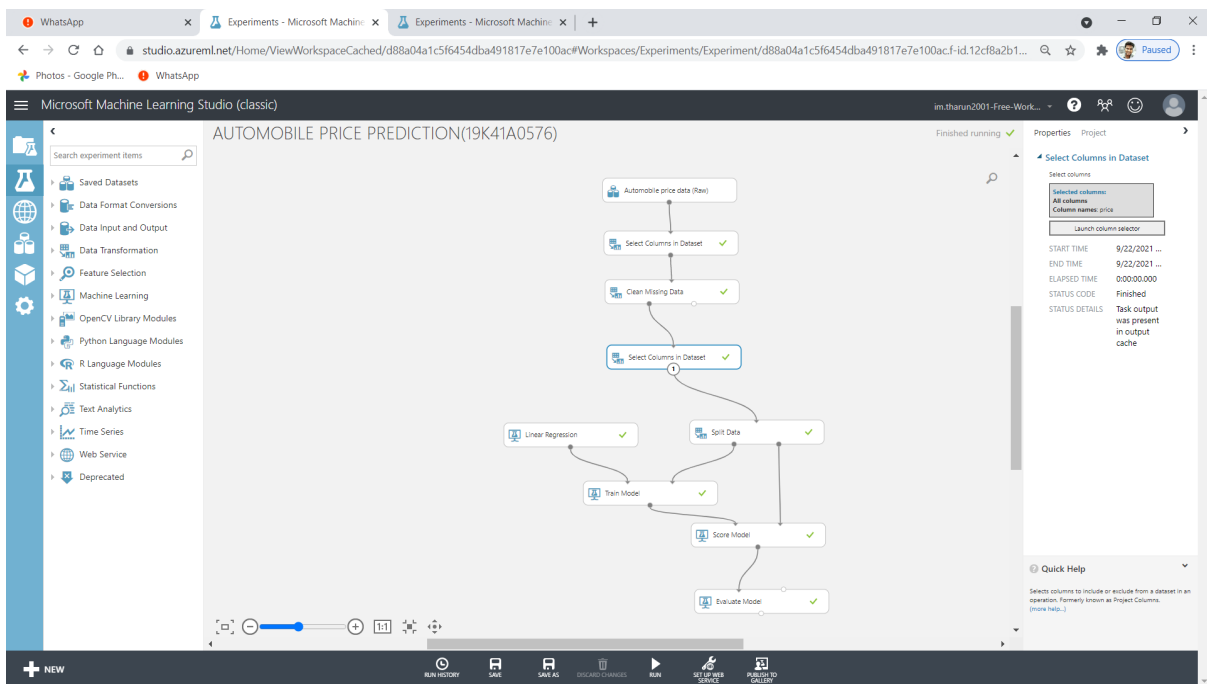 WhatsApp
Experiments - Microsoft Machine
Experiments - Microsoft Machine
studio.azureml.net/Home/ViewWorkspaceCached/d88a04a1c5f6454dba491817e7e100ac#Workspaces/Experiments/Experiment/d88a04a1c5f6454dba491817e7e100ac.f-id.12cf8a2b1...
Paused
Photos - Google Ph...
WhatsApp
Microsoft Machine Learning Studio (classic)
im.tharun2001-Free-Work...
Search experiment items
Saved Datasets
Data Format Conversions
Data Input and Output
Data Transformation
Feature Selection
Machine Learning
OpenCV Library Modules
Python Language Modules
R Language Modules
Statistical Functions
Text Analytics
Time Series
Web Service
Deprecated
AUTOMOBILE PRICE PREDICTION(19K41A0576)
Finished running
Automobile price data (Raw)
Select Columns in Dataset
Clean Missing Data
Select Columns in Dataset
1
Linear Regression
Split Data
Train Model
Score Model
Evaluate Model
1:1
Properties Project
Select Columns in Dataset
Select columns
Selected columns:
All columns
Column names: price
Launch column selector
START TIME 9/22/2021 ...
END TIME 9/22/2021 ...
ELAPSED TIME 0:00:00.000
STATUS CODE Finished
STATUS DETAILS Task output
was present
in output
cache
Quick Help
Selects columns to include or exclude from a dataset in an
operation. Formerly known as Project Columns.
(more help...)
NEW
RUN HISTORY
SAVE
SAVE AS
DISCARD CHANGES
RUN
SET UP WEB
SERVICE
PUBLISH TO
GALLERY